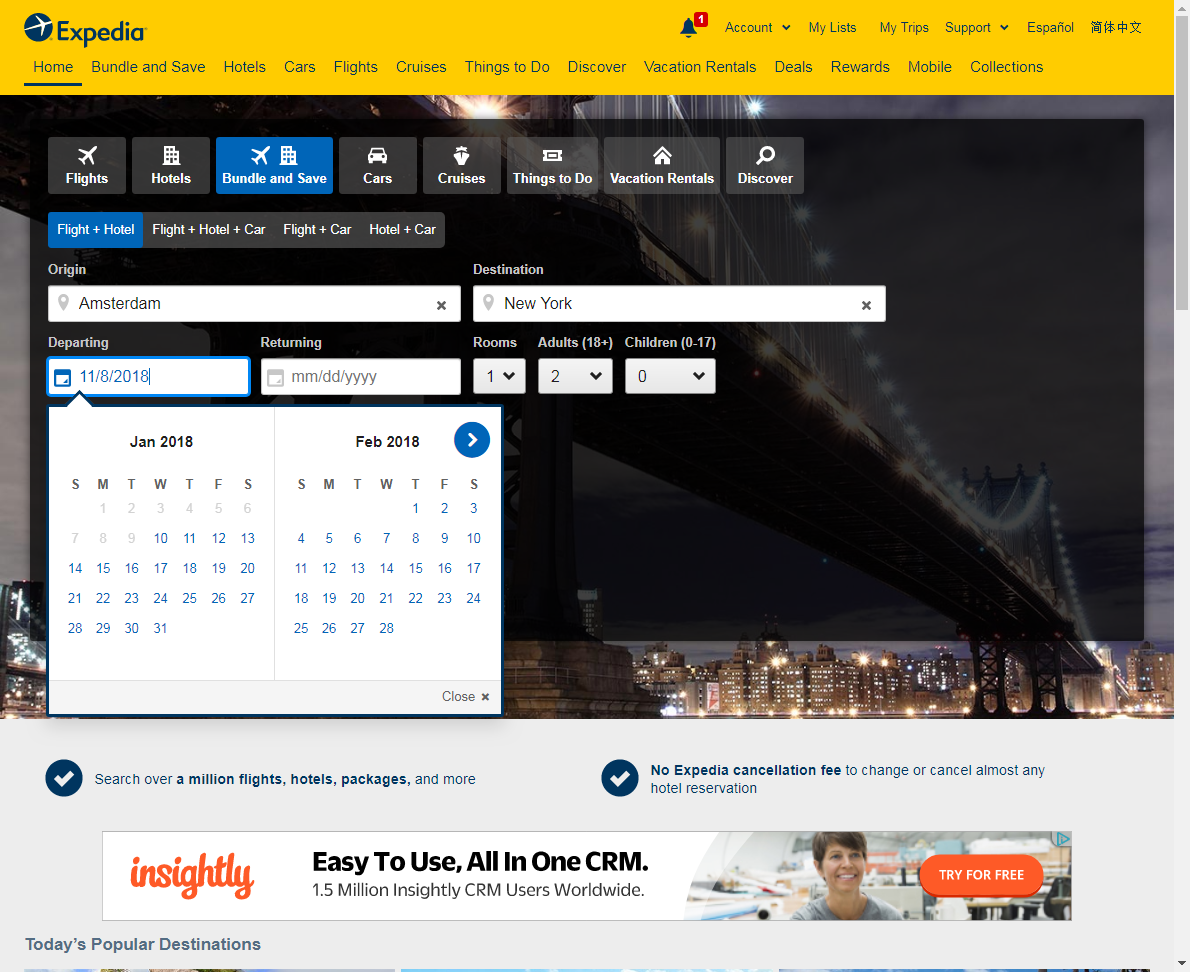 Expedia
1
Account
My Lists
My Trips
Support
Español
简体中文
Home
Bundle and Save
Hotels
Cars
Flights
Cruises
Things to Do
Discover
Vacation Rentals
Deals
Rewards
Mobile
Collections
Flights
Hotels
Bundle and Save
Cars
Cruises
Things to Do
Vacation Rentals
Discover
Flight + Hotel
Flight + Hotel + Car
Flight + Car
Hotel + Car
Origin
Destination
Amsterdam
New York
Departing
Returning
Rooms
Adults (18+)
Children (0-17)
11/8/2018
mm/dd/yyyy
1
2
0
Jan 2018
S M T W T F S
1 2 3 4 5 6
7 8 9 10 11 12 13
14 15 16 17 18 19 20
21 22 23 24 25 26 27
28 29 30 31
Feb 2018
S M T W T F S
1 2 3
4 5 6 7 8 9 10
11 12 13 14 15 16 17
18 19 20 21 22 23 24
25 26 27 28
Close
Search over a million flights, hotels, packages, and more
No Expedia cancellation fee to change or cancel almost any
hotel reservation
insightly
Easy To Use, All In One CRM.
1.5 Million Insightly CRM Users Worldwide.
TRY FOR FREE
Today's Popular Destinations